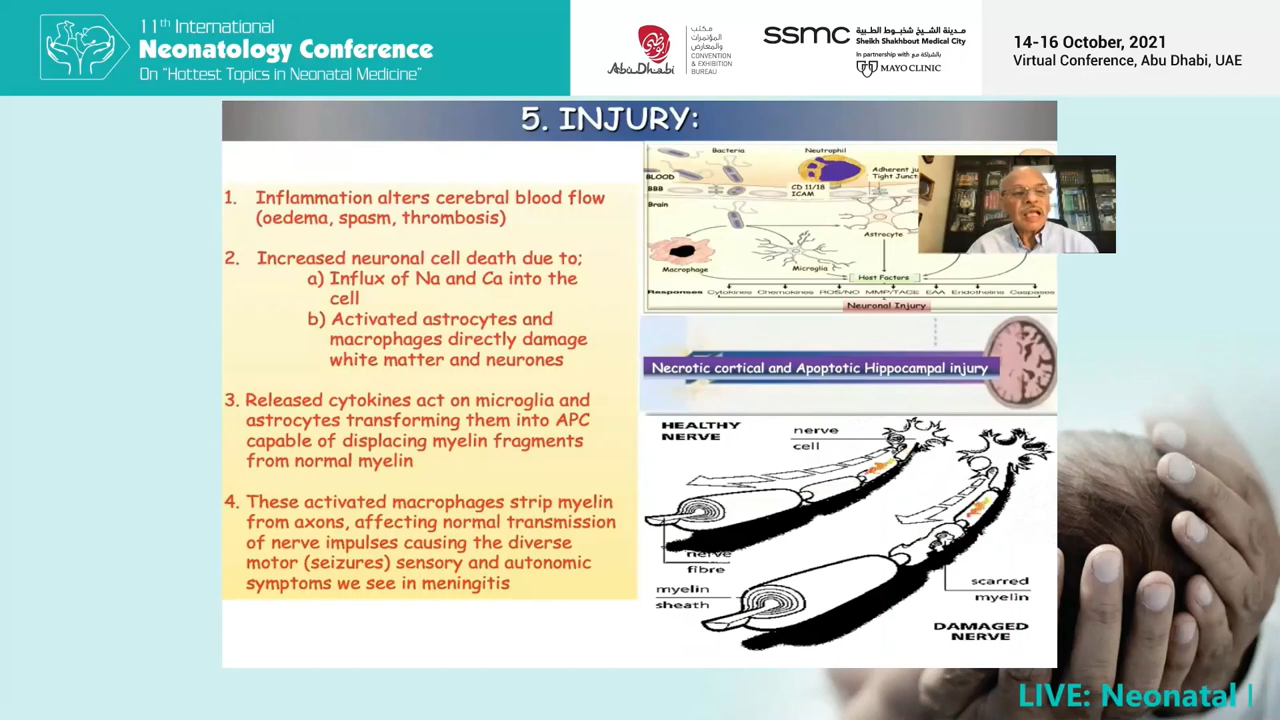 11th International
Neonatology Conference
On "Hottest Topics in Neonatal Medicine"
Abu Dhabi
مكتب
المؤتمرات
والمعارض
CONVENTION
& EXHIBITION
BUREAU
ssmc
مدينة الشيخ شخبوط الطبية
Sheikh Shakhbout Medical City
بالشراكة مع
In partnership with
MAYO CLINIC
14-16 October, 2021
Virtual Conference, Abu Dhabi, UAE
5. INJURY:
1. Inflammation alters cerebral blood flow
(oedema, spasm, thrombosis)
2. Increased neuronal cell death due to;
a) Influx of Na and Ca into the
cell
b) Activated astrocytes and
macrophages directly damage
white matter and neurones
3. Released cytokines act on microglia and
astrocytes transforming them into APC
capable of displacing myelin fragments
from normal myelin
4. These activated macrophages strip myelin
from axons, affecting normal transmission
of nerve impulses causing the diverse
motor (seizures) sensory and autonomic
symptoms we see in meningitis
Bacteria
Neutrophil
Adherent ju
Tight Junct
BLOOD
BBB
CD 11/18
ICAM
Brain
Astrocyte
Macrophage
Microglia
Host Factors
Responses Cytokines Chemokines ROS/NO MMP/TACE EAA Endothelins Caspases
Neuronal Injury
Necrotic cortical and Apoptotic Hippocampal injury
HEALTHY
NERVE
nerve
cell
nerve
fibre
myelin
sheath
scarred
myelin
DAMAGED
NERVE
LIVE: Neonatal